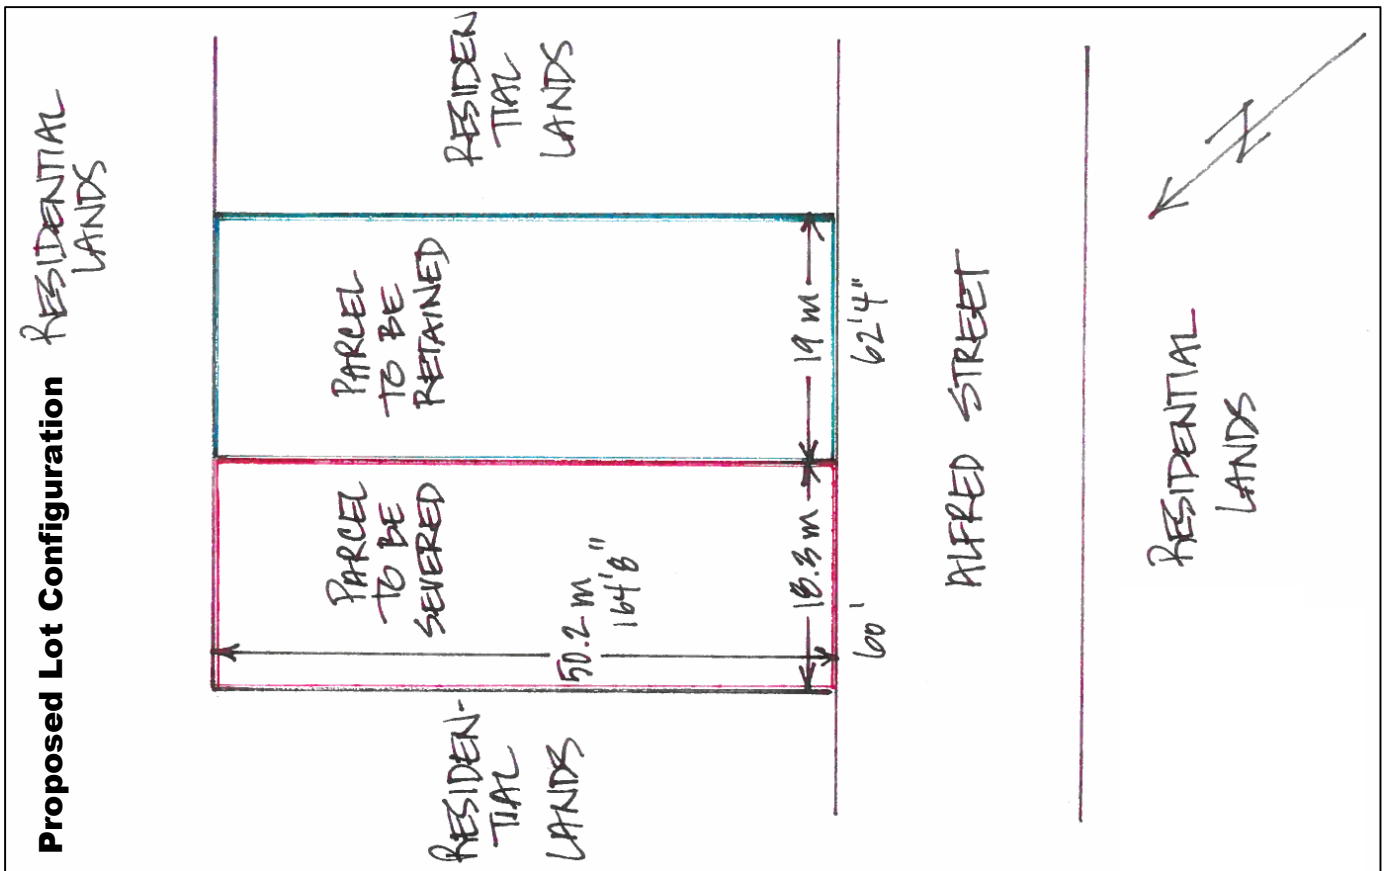 Proposed Lot Configuration
RESIDENTIAL
LANDS
PARCEL
TO BE
SEVERED
PARCEL
TO BE
RETAINED
RESIDEN-
TIAL
LANDS
RESIDEN
TIAL
LANDS
50.2 m
164'8"
18.3 m
60'
19 m
62'4"
ALFRED STREET
RESIDENTIAL
LANDS
N